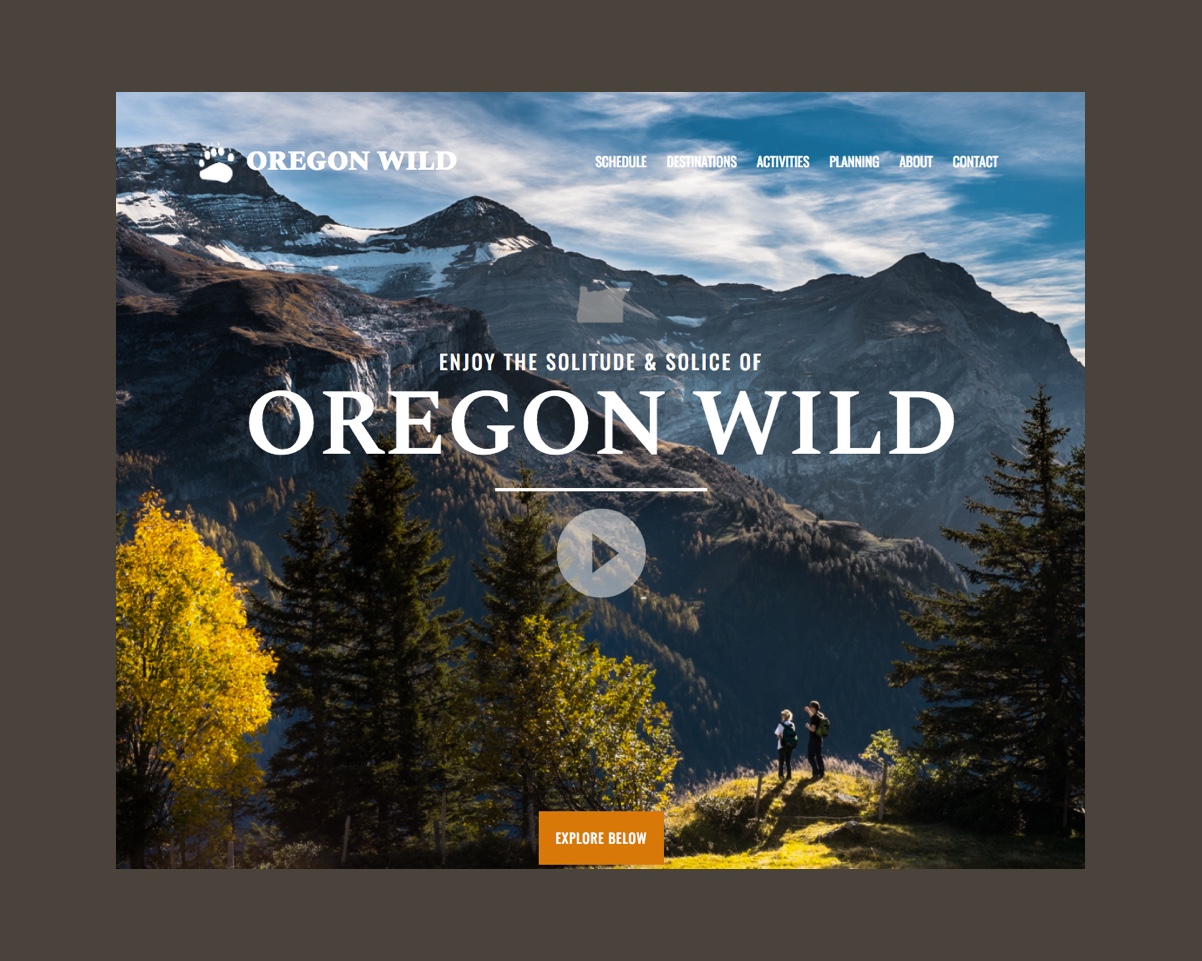 OREGON WILD
SCHEDULE DESTINATIONS ACTIVITIES PLANNING ABOUT CONTACT
ENJOY THE SOLITUDE & SOLICE OF
OREGON WILD
EXPLORE BELOW